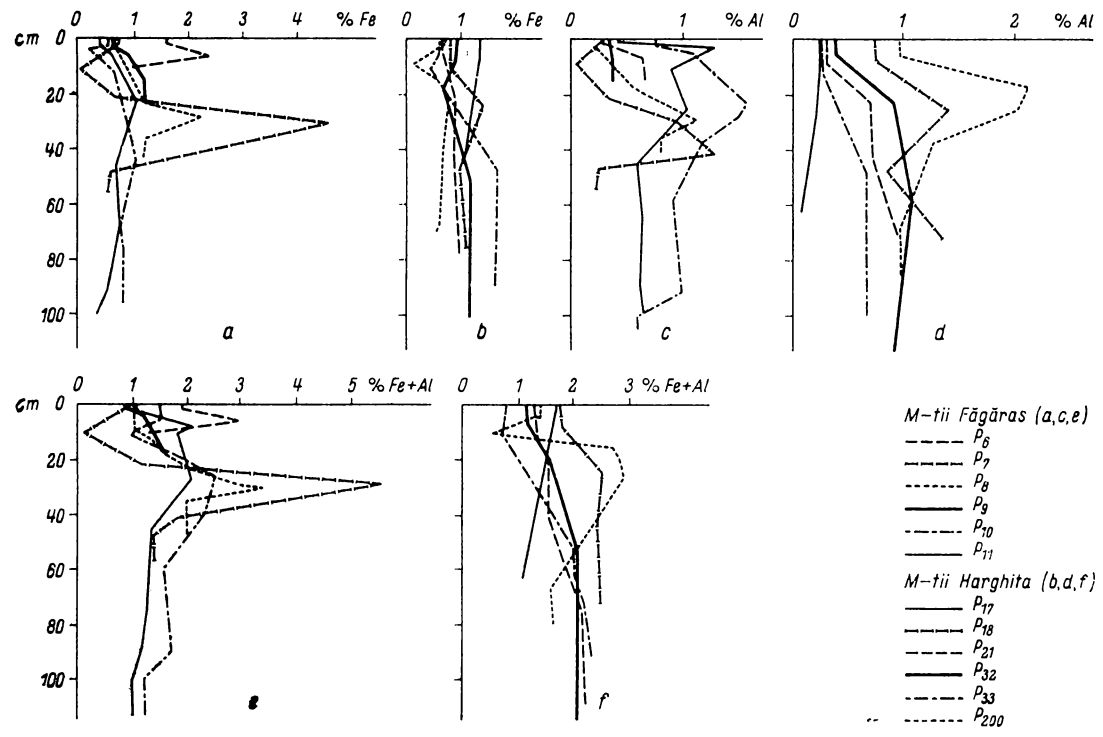 0 1 2 3 4 % Fe
0 1 % Fe
0 1 % Al
0 1 2 % Al
cm 0
20
40
60
80
100
a
b
c
d
0 1 2 3 4 5 % Fe+Al
0 1 2 3 % Fe+Al
cm 0
20
40
60
80
100
e
f
M-tii Făgăras (a,c,e)
P6
P7
P8
P9
P10
P11
M-tii Harghita (b,d,f)
P17
P18
P21
P32
P33
P200